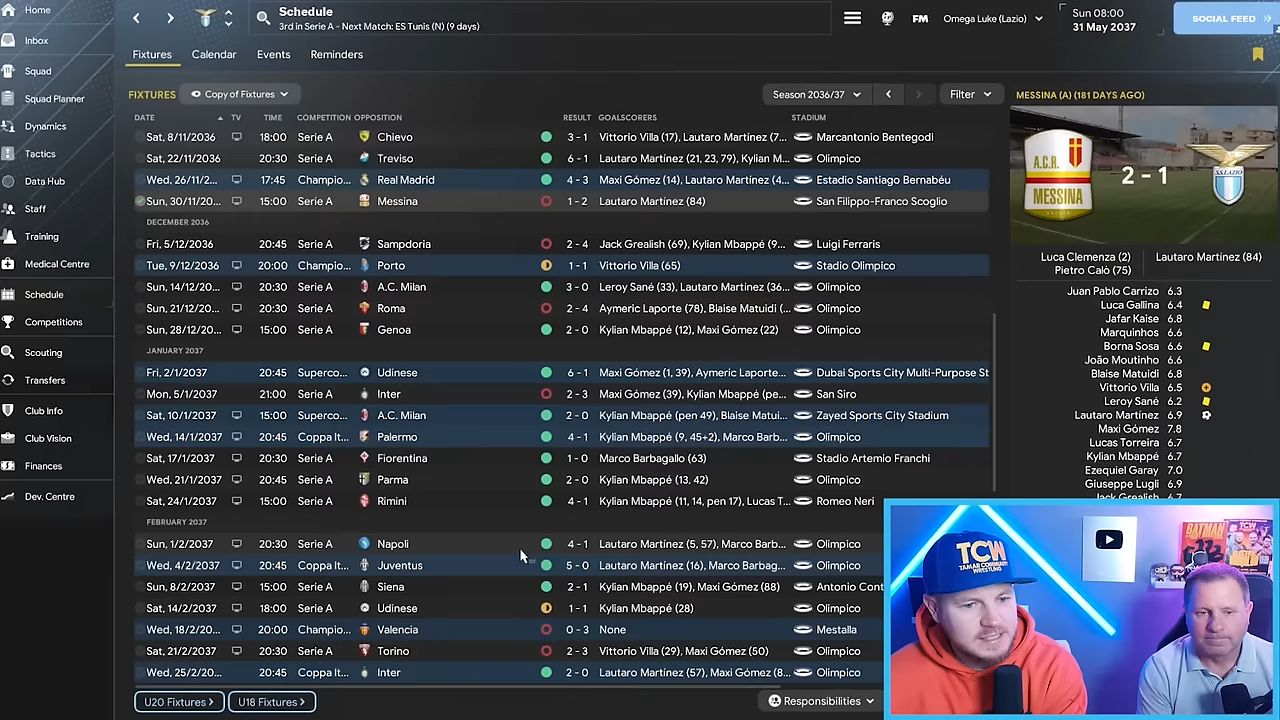 Home
Inbox
Squad
Squad Planner
Dynamics
Tactics
Data Hub
Staff
Training
Medical Centre
Schedule
Competitions
Scouting
Transfers
Club Info
Club Vision
Finances
Dev. Centre
Schedule
3rd in Serie A - Next Match: ES Tunis (N) (9 days)
FM
Omega Luke (Lazio)
Sun 08:00
31 May 2037
SOCIAL FEED
Fixtures Calendar Events Reminders
FIXTURES Copy of Fixtures Season 2036/37 Filter
DATE TV TIME COMPETITION OPPOSITION RESULT GOALSCORERS STADIUM
Sat, 8/11/2036 18:00 Serie A Chievo 3 - 1 Vittorio Villa (17), Lautaro Martínez (7... Marcantonio Bentegodi
Sat, 22/11/2036 20:30 Serie A Treviso 6 - 1 Lautaro Martínez (21, 23, 79), Kylian M... Olimpico
Wed, 26/11/2... 17:45 Champio... Real Madrid 4 - 3 Maxi Gómez (14), Lautaro Martínez (4... Estadio Santiago Bernabéu
Sun, 30/11/20... 15:00 Serie A Messina 1 - 2 Lautaro Martínez (84) San Filippo-Franco Scoglio
DECEMBER 2036
Fri, 5/12/2036 20:45 Serie A Sampdoria 2 - 4 Jack Grealish (69), Kylian Mbappé (9... Luigi Ferraris
Tue, 9/12/2036 20:00 Champio... Porto 1 - 1 Vittorio Villa (65) Stadio Olimpico
Sun, 14/12/20... 20:30 Serie A A.C. Milan 3 - 0 Leroy Sané (33), Lautaro Martínez (36... Olimpico
Sun, 21/12/20... 20:30 Serie A Roma 2 - 4 Aymeric Laporte (78), Blaise Matuidi (... Olimpico
Sun, 28/12/20... 15:00 Serie A Genoa 2 - 0 Kylian Mbappé (12), Maxi Gómez (22) Olimpico
JANUARY 2037
Fri, 2/1/2037 20:45 Superco... Udinese 6 - 1 Maxi Gómez (1, 39), Aymeric Laporte... Dubai Sports City Multi-Purpose St
Mon, 5/1/2037 21:00 Serie A Inter 2 - 3 Maxi Gómez (39), Kylian Mbappé (pe... San Siro
Sat, 10/1/2037 15:00 Superco... A.C. Milan 2 - 0 Kylian Mbappé (pen 49), Blaise Matui... Zayed Sports City Stadium
Wed, 14/1/2037 20:45 Coppa It... Palermo 4 - 1 Kylian Mbappé (9, 45+2), Marco Barb... Olimpico
Sat, 17/1/2037 20:30 Serie A Fiorentina 1 - 0 Marco Barbagallo (63) Stadio Artemio Franchi
Wed, 21/1/2037 20:45 Serie A Parma 2 - 0 Kylian Mbappé (13, 42) Olimpico
Sat, 24/1/2037 15:00 Serie A Rimini 4 - 1 Kylian Mbappé (11, 14, pen 17), Lucas T... Romeo Neri
FEBRUARY 2037
Sun, 1/2/2037 20:30 Serie A Napoli 4 - 1 Lautaro Martínez (5, 57), Marco Barb... Olimpico
Wed, 4/2/2037 20:45 Coppa It... Juventus 5 - 0 Lautaro Martínez (16), Marco Barbag... Olimpico
Sun, 8/2/2037 15:00 Serie A Siena 2 - 1 Kylian Mbappé (19), Maxi Gómez (88) Antonio Cont
Sat, 14/2/2037 18:00 Serie A Udinese 1 - 1 Kylian Mbappé (28) Olimpico
Wed, 18/2/20... 20:00 Champio... Valencia 0 - 3 None Mestalla
Sat, 21/2/2037 20:30 Serie A Torino 2 - 3 Vittorio Villa (29), Maxi Gómez (50) Olimpico
Wed, 25/2/20... 20:45 Coppa It... Inter 2 - 0 Lautaro Martínez (57), Maxi Gómez (8... Olimpico
U20 Fixtures > U18 Fixtures > Responsibilities
MESSINA (A) (181 DAYS AGO)
A.C.R.
MESSINA
2 - 1
S.S.LAZIO
Luca Clemenza (2) Lautaro Martínez (84)
Pietro Calò (75)
Juan Pablo Carrizo 6.3
Luca Gallina 6.4
Jafar Kaise 6.8
Marquinhos 6.6
Borna Sosa 6.6
João Moutinho 6.6
Blaise Matuidi 6.8
Vittorio Villa 6.5
Leroy Sané 6.2
Lautaro Martínez 6.9
Maxi Gómez 7.8
Lucas Torreira 6.7
Kylian Mbappé 6.7
Ezequiel Garay 7.0
Giuseppe Lugli 6.9
Jack Grealish 6.7
TCW
TAMAR COMMUNITY
WRESTLING
BATMAN
TCW